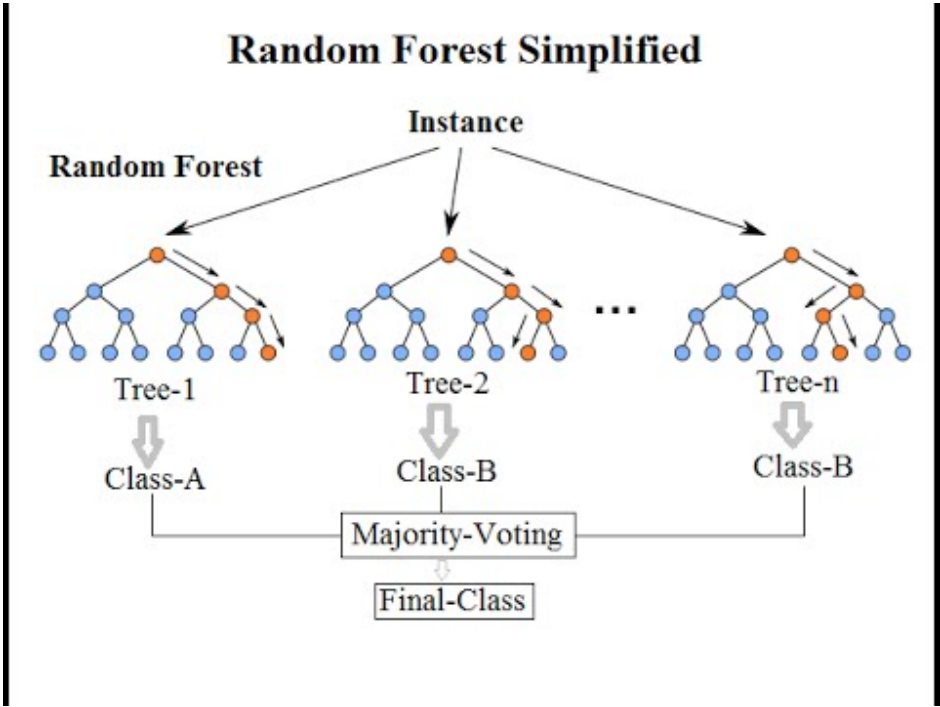 Random Forest Simplified
Instance
Random Forest
...
Tree-1 Tree-2 Tree-n
Class-A Class-B Class-B
Majority-Voting
Final-Class